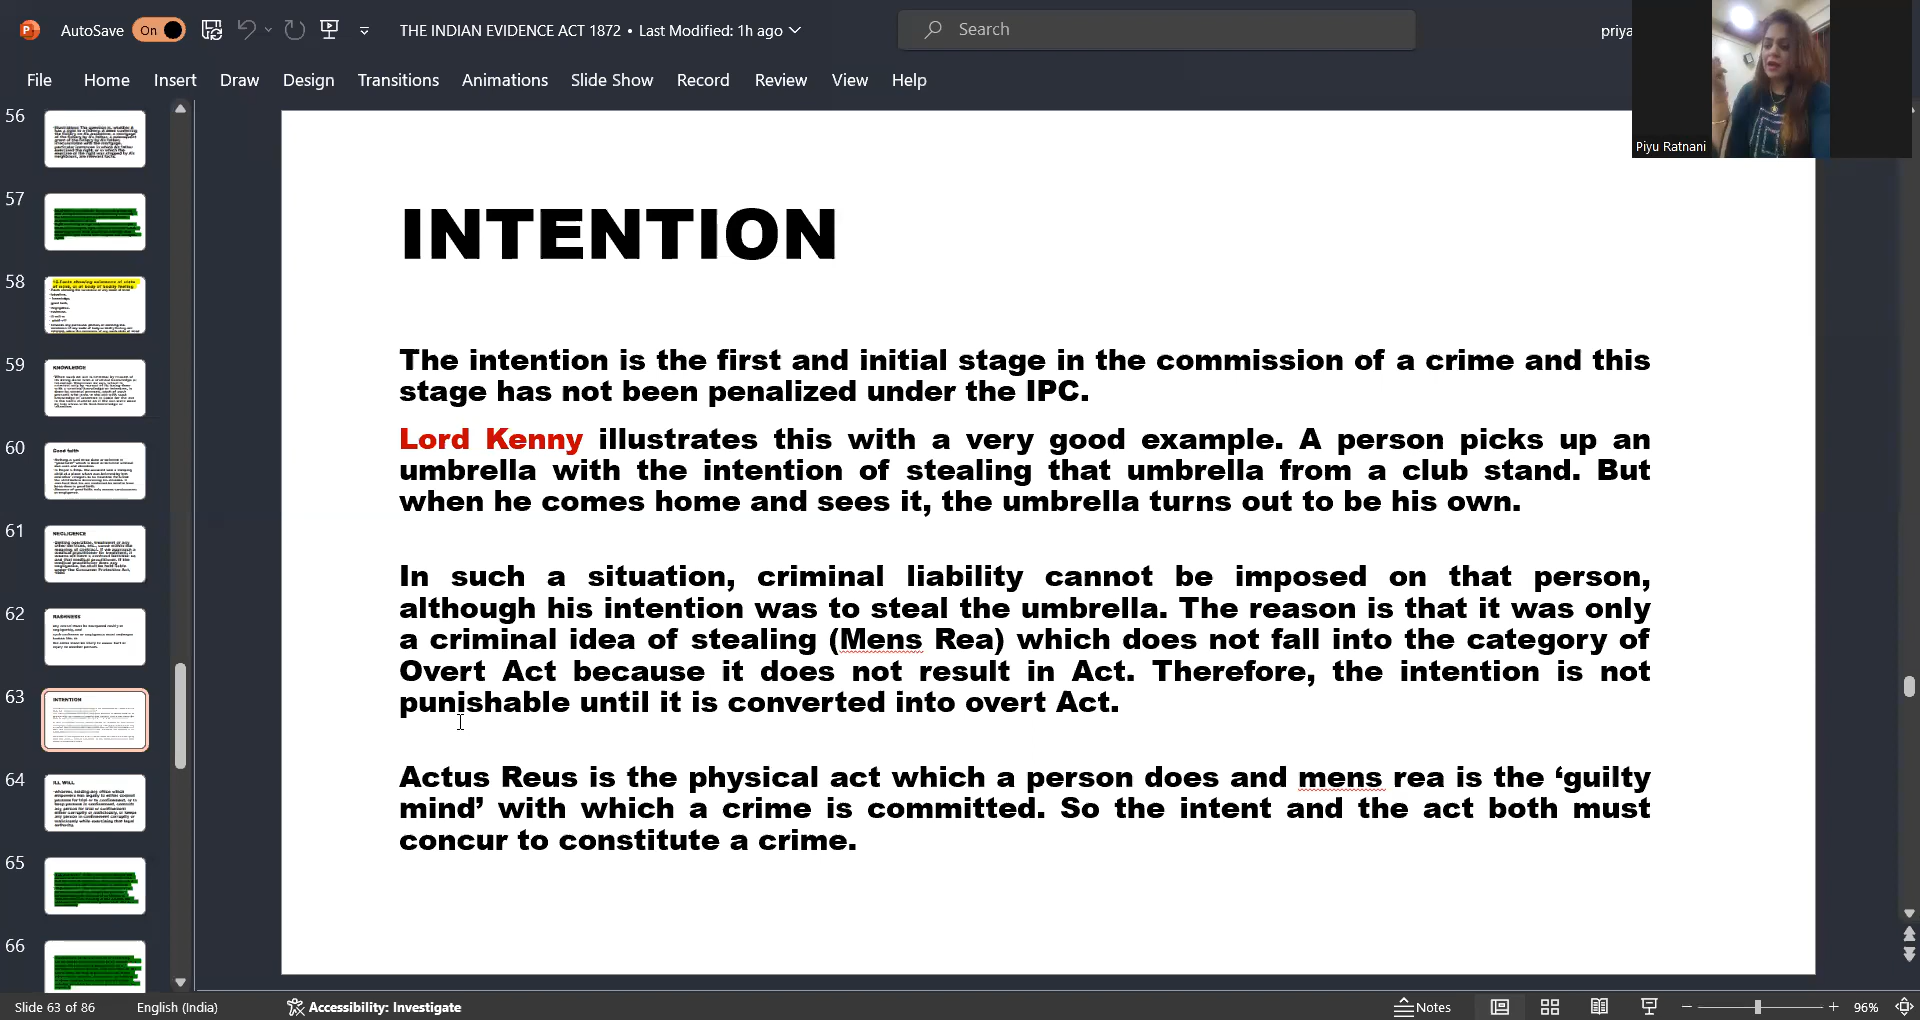 AutoSave On THE INDIAN EVIDENCE ACT 1872 • Last Modified: 1h ago Search priya
Piyu Ratnani
File Home Insert Draw Design Transitions Animations Slide Show Record Review View Help
56
57
58
59
KNOWLEDGE
60
Good faith
61
NEGLIGENCE
62
RASHNESS
63
INTENTION
64
ILL WILL
65
66
INTENTION
The intention is the first and initial stage in the commission of a crime and this
stage has not been penalized under the IPC.
Lord Kenny illustrates this with a very good example. A person picks up an
umbrella with the intention of stealing that umbrella from a club stand. But
when he comes home and sees it, the umbrella turns out to be his own.
In such a situation, criminal liability cannot be imposed on that person,
although his intention was to steal the umbrella. The reason is that it was only
a criminal idea of stealing (Mens Rea) which does not fall into the category of
Overt Act because it does not result in Act. Therefore, the intention is not
punishable until it is converted into overt Act.
Actus Reus is the physical act which a person does and mens rea is the ‘guilty
mind’ with which a crime is committed. So the intent and the act both must
concur to constitute a crime.
Slide 63 of 86 English (India) Accessibility: Investigate Notes 96%